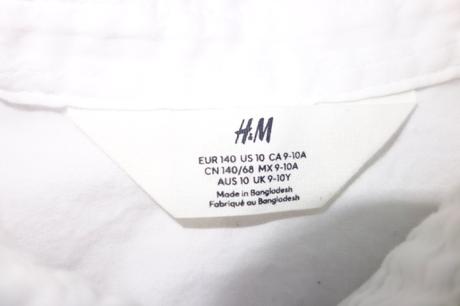 H&M
EUR 140 US 10 CA 9-10A
CN 140/68 MX 9-10A
AUS 10 UK 9-10Y
Made in Bangladesh
Fabriqué au Bangladesh